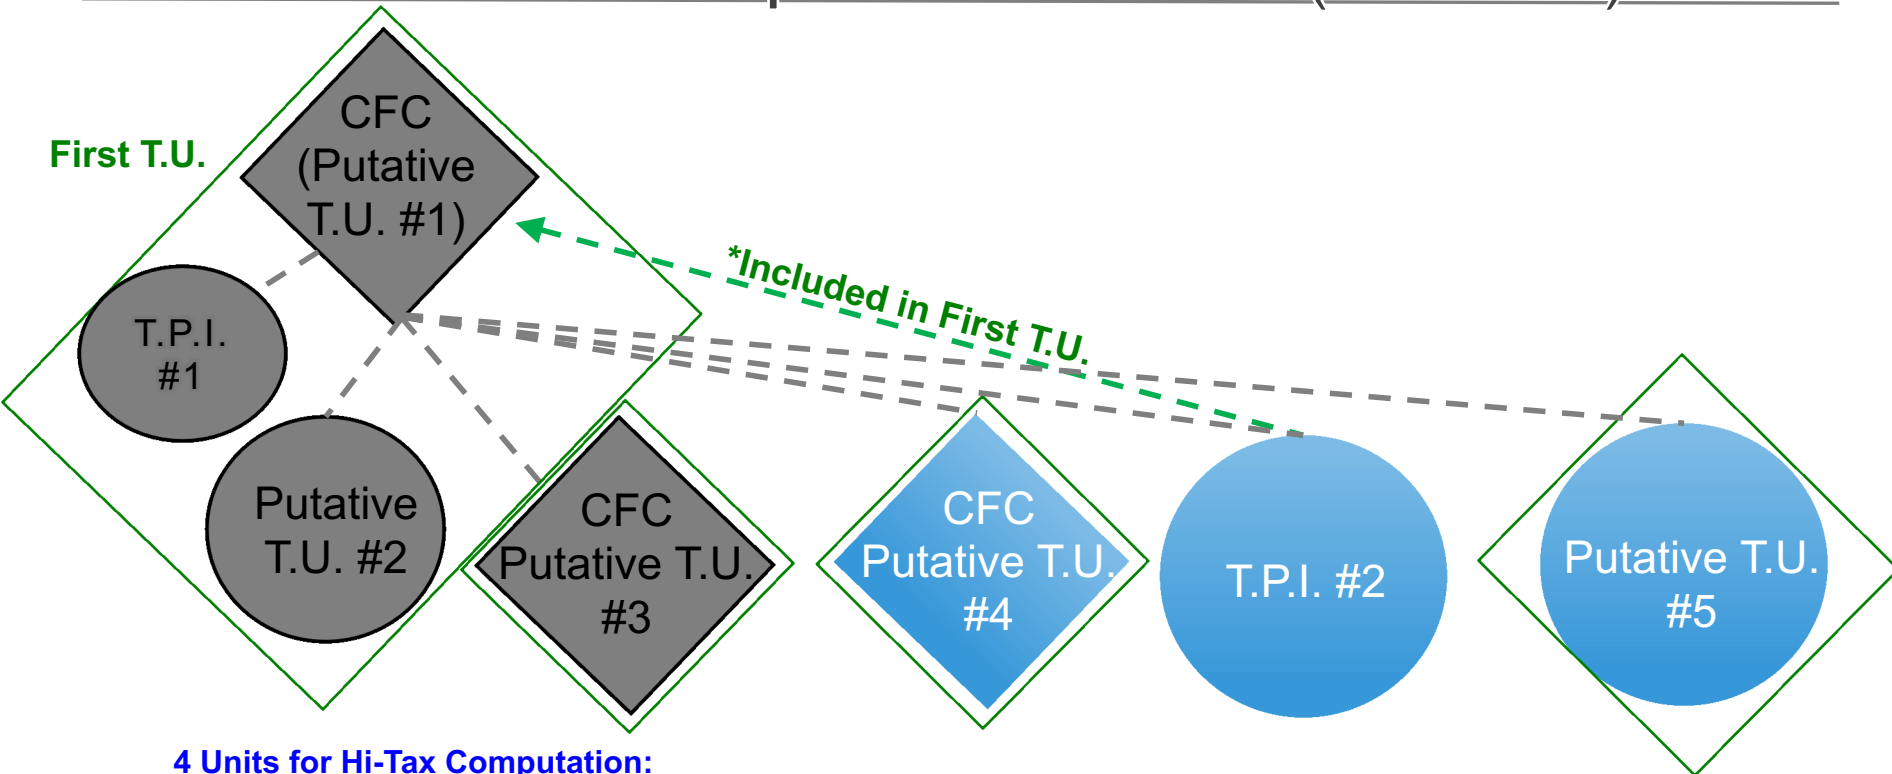 CFC
(Putative
T.U. #1)
First T.U.
*Included in First T.U.
T.P.I.
#1
Putative
T.U. #2
CFC
Putative T.U.
#3
CFC
Putative T.U.
#4
T.P.I. #2
Putative T.U.
#5
4 Units for Hi-Tax Computation: